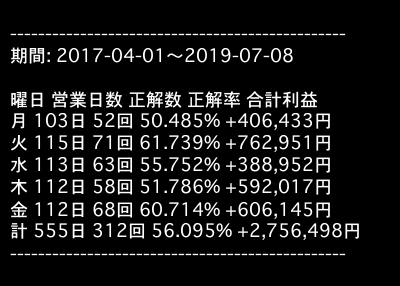 ------------------------------------------------
期間: 2017-04-01～2019-07-08
曜日 営業日数 正解数 正解率 合計利益
月 103日 52回 50.485% +406,433円
火 115日 71回 61.739% +762,951円
水 113日 63回 55.752% +388,952円
木 112日 58回 51.786% +592,017円
金 112日 68回 60.714% +606,145円
計 555日 312回 56.095% +2,756,498円
------------------------------------------------